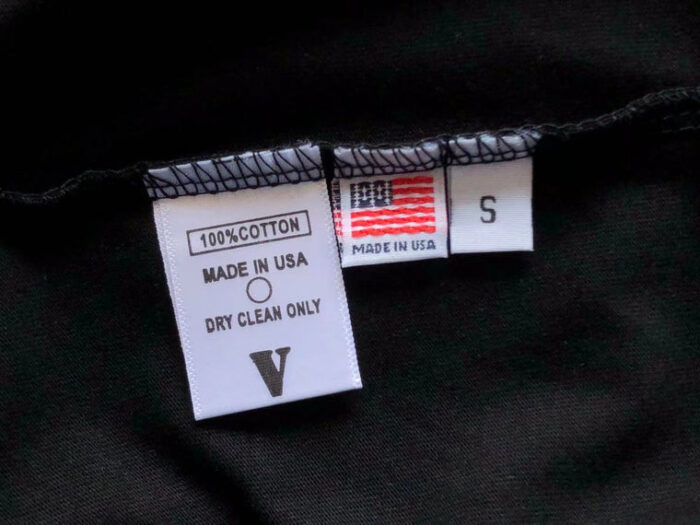 100%COTTON
MADE IN USA
DRY CLEAN ONLY
V
MADE IN USA
S